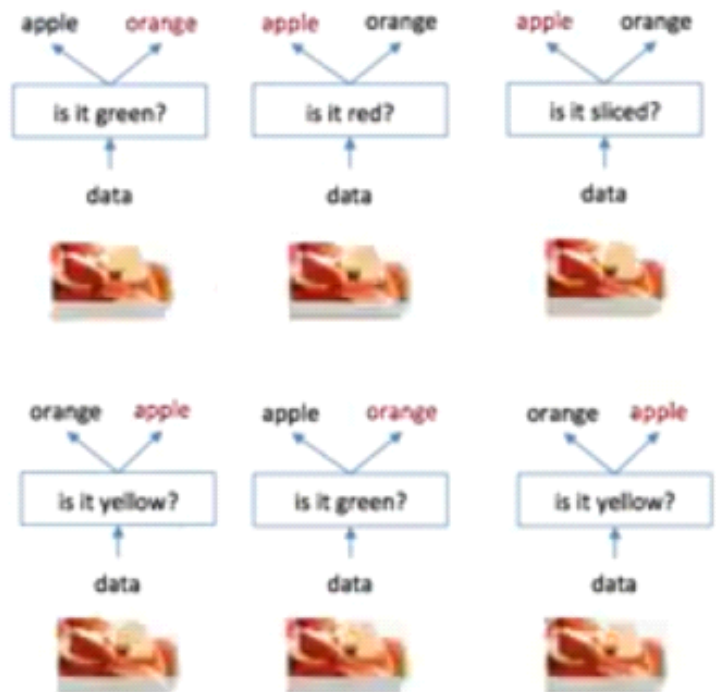 apple orange apple orange apple orange
is it green? is it red? is it sliced?
data data data
orange apple apple orange orange apple
is it yellow? is it green? is it yellow?
data data data